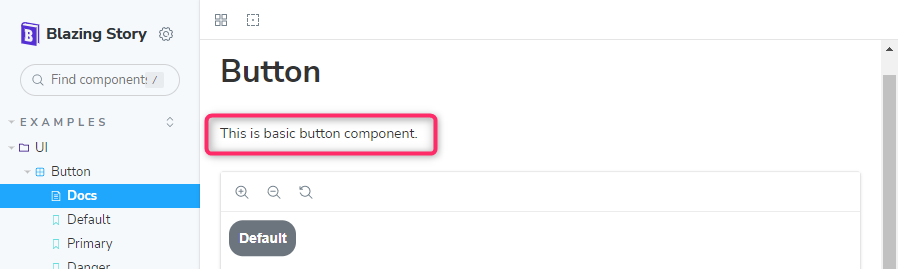 Blazing Story
Find components
/
EXAMPLES
UI
Button
Docs
Default
Primary
Danger
Button
This is basic button component.
Default